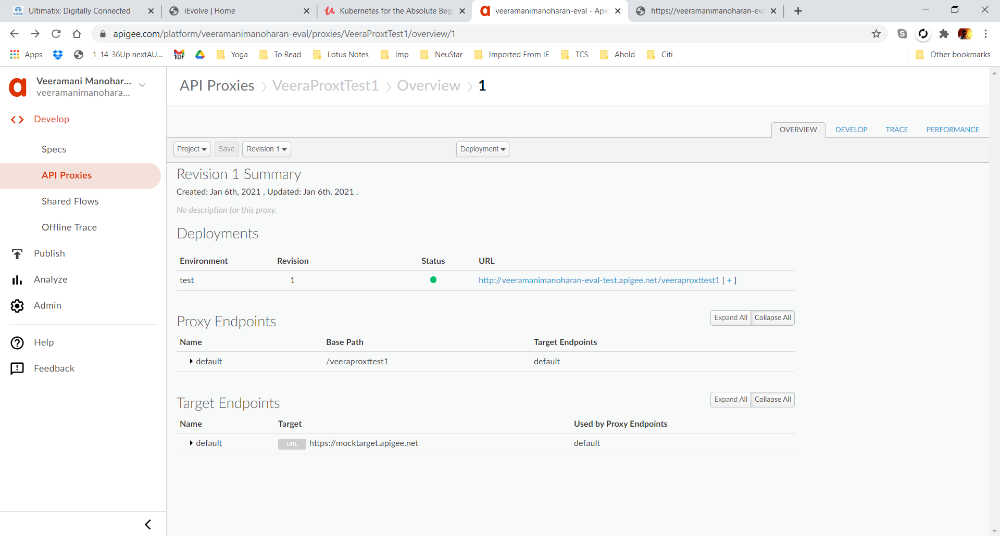 Ultimatix: Digitally Connected
iEvolve | Home
Kubernetes for the Absolute Begi
veeramanimanoharan-eval - Apig
https://veeramanimanoharan-eva
apigee.com/platform/veeramanimanoharan-eval/proxies/VeeraProxtTest1/overview/1
Apps
_1_14_36Up nextAU...
100+
Yoga
To Read
Lotus Notes
Imp
NeuStar
Imported From IE
TCS
Ahold
Citi
Other bookmarks
Veeramani Manohar...
veeramanimanohara...
Develop
Specs
API Proxies
Shared Flows
Offline Trace
Publish
Analyze
Admin
Help
Feedback
API Proxies > VeeraProxtTest1 > Overview > 1
OVERVIEW DEVELOP TRACE PERFORMANCE
Project Save Revision 1 Deployment
Revision 1 Summary
Created: Jan 6th, 2021 , Updated: Jan 6th, 2021 .
No description for this proxy.
Deployments
Environment Revision Status URL
test 1 http://veeramanimanoharan-eval-test.apigee.net/veeraproxttest1 [ + ]
Proxy Endpoints
Expand All Collapse All
Name Base Path Target Endpoints
default /veeraproxttest1 default
Target Endpoints
Expand All Collapse All
Name Target Used by Proxy Endpoints
default URL https://mocktarget.apigee.net default